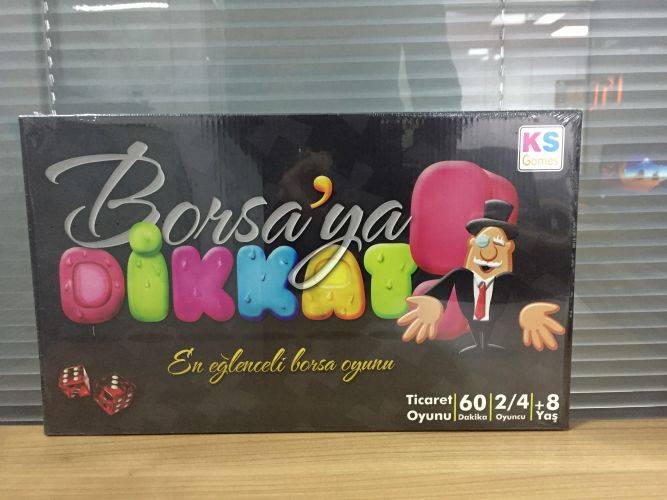 KS
Games
Borsa'ya
DİKKAT!
En eğlenceli borsa oyunu
Ticaret Oyunu
60 Dakika
2/4 Oyuncu
+8 Yaş